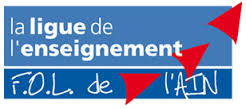 la ligue de
l'enseignement
F.O.L. de l'AIN